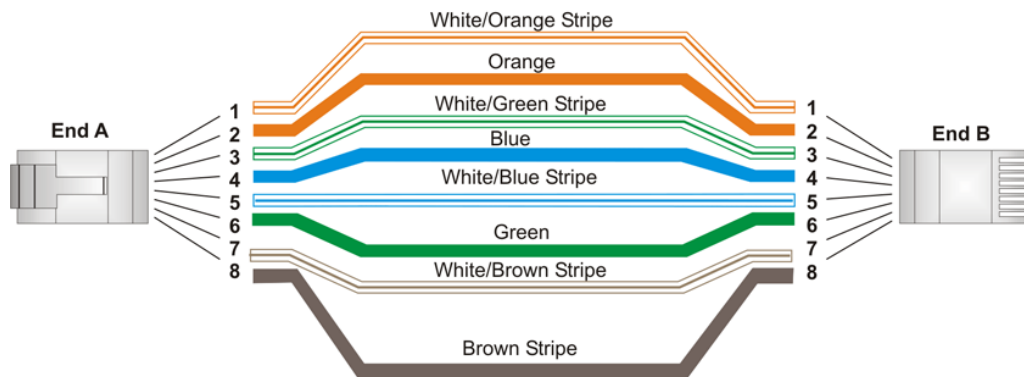 White/Orange Stripe
Orange
White/Green Stripe
Blue
White/Blue Stripe
Green
White/Brown Stripe
Brown Stripe
End A
1
2
3
4
5
6
7
8
1
2
3
4
5
6
7
8
End B